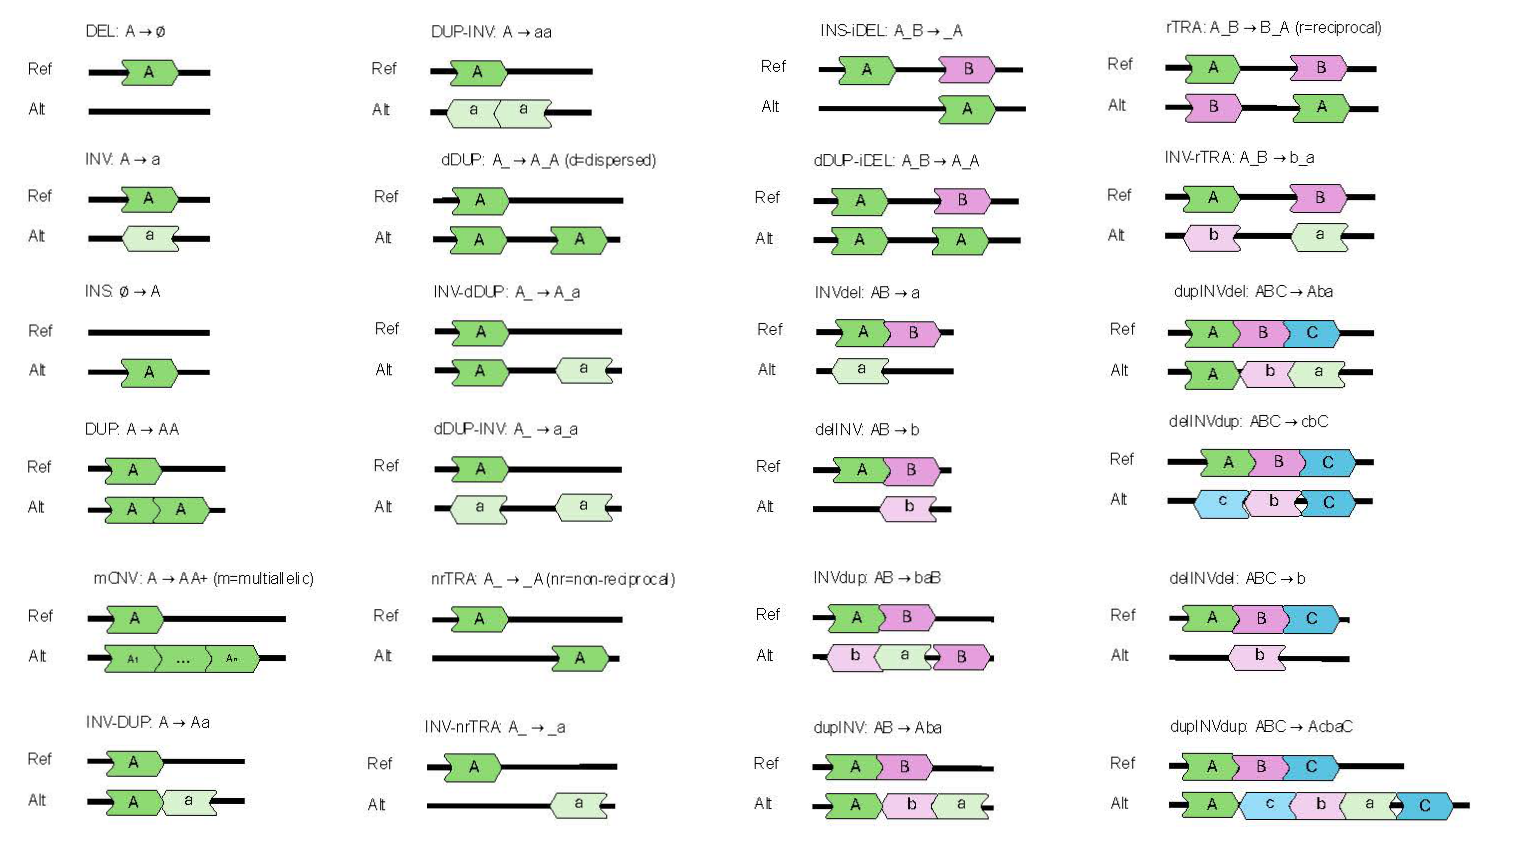 DEL: A → ∅
Ref A
Alt
INV: A → a
Ref A
Alt a
INS: ∅ → A
Ref
Alt A
DUP: A → AA
Ref A
Alt A A
mCNV: A → AA+ (m=multiallelic)
Ref A
Alt A₁ ... Aₙ
INV-DUP: A → Aa
Ref A
Alt A a
DUP-INV: A → aa
Ref A
Alt a a
dDUP: A_ → A_A (d=dispersed)
Ref A
Alt A A
INV-dDUP: A_ → A_a
Ref A
Alt A a
dDUP-INV: A_ → a_a
Ref A
Alt a a
nrTRA: A_ → _A (nr=non-reciprocal)
Ref A
Alt A
INV-nrTRA: A_ → _a
Ref A
Alt a
INS-iDEL: A_B → _A
Ref A B
Alt A
dDUP-iDEL: A_B → A_A
Ref A B
Alt A A
INVdel: AB → a
Ref A B
Alt a
delINV: AB → b
Ref A B
Alt b
INVdup: AB → baB
Ref A B
Alt b a B
dupINV: AB → Aba
Ref A B
Alt A b a
rTRA: A_B → B_A (r=reciprocal)
Ref A B
Alt B A
INV-rTRA: A_B → b_a
Ref A B
Alt b a
dupINVdel: ABC → Aba
Ref A B C
Alt A b a
delINVdup: ABC → cbC
Ref A B C
Alt c b C
delINVdel: ABC → b
Ref A B C
Alt b
dupINVdup: ABC → AcbaC
Ref A B C
Alt A c b a C